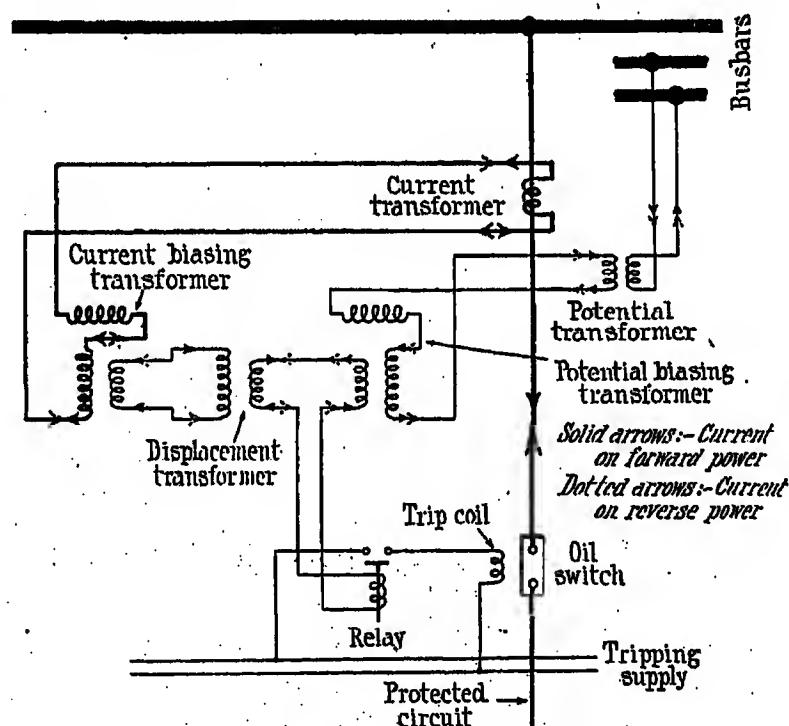 Busbars
Current
transformer
Current biasing
transformer
Potential
transformer
Potential biasing
transformer
Displacement
transformer
Solid arrows:- Current
on forward power
Dotted arrows:- Current
on reverse power
Trip coil
Oil
switch
Relay
Tripping
supply
Protected
circuit